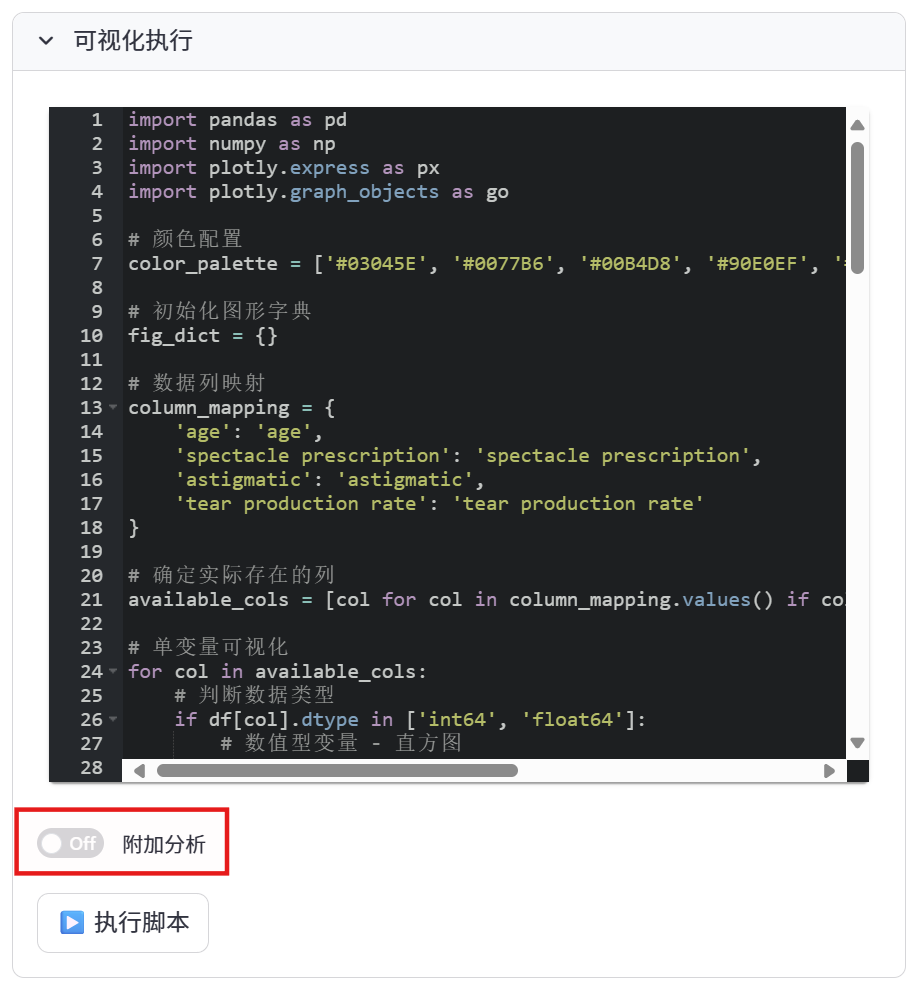 可视化执行
1 import pandas as pd
2 import numpy as np
3 import plotly.express as px
4 import plotly.graph_objects as go
5
6 # 颜色配置
7 color_palette = ['#03045E', '#0077B6', '#00B4D8', '#90E0EF', '
8
9 # 初始化图形字典
10 fig_dict = {}
11
12 # 数据列映射
13 column_mapping = {
14     'age': 'age',
15     'spectacle prescription': 'spectacle prescription',
16     'astigmatic': 'astigmatic',
17     'tear production rate': 'tear production rate'
18 }
19
20 # 确定实际存在的列
21 available_cols = [col for col in column_mapping.values() if co
22
23 # 单变量可视化
24 for col in available_cols:
25     # 判断数据类型
26     if df[col].dtype in ['int64', 'float64']:
27         # 数值型变量 - 直方图
28
Off 附加分析
执行脚本